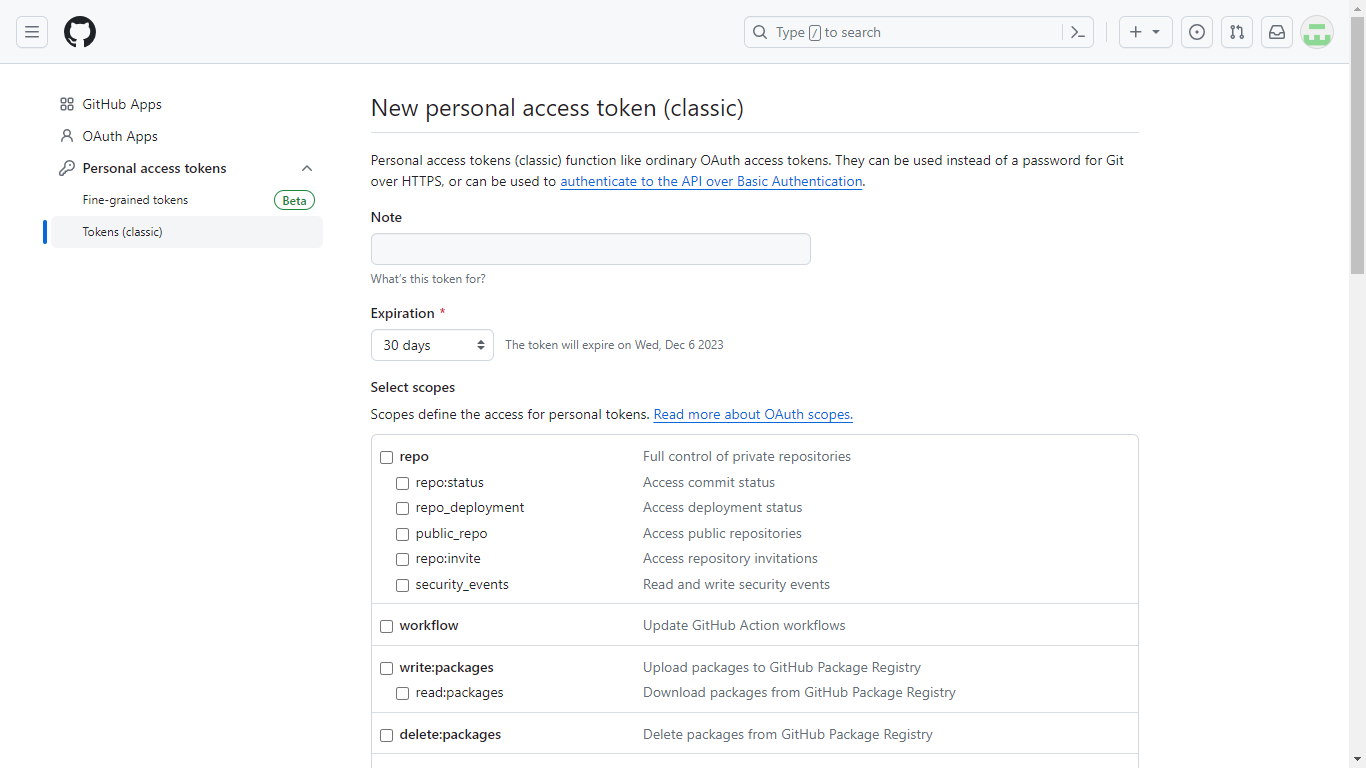 Type / to search
GitHub Apps
OAuth Apps
Personal access tokens
Fine-grained tokens
Beta
Tokens (classic)
New personal access token (classic)
Personal access tokens (classic) function like ordinary OAuth access tokens. They can be used instead of a password for Git
over HTTPS, or can be used to authenticate to the API over Basic Authentication.
Note
What's this token for?
Expiration *
30 days
The token will expire on Wed, Dec 6 2023
Select scopes
Scopes define the access for personal tokens. Read more about OAuth scopes.
repo Full control of private repositories
repo:status Access commit status
repo_deployment Access deployment status
public_repo Access public repositories
repo:invite Access repository invitations
security_events Read and write security events
workflow Update GitHub Action workflows
write:packages Upload packages to GitHub Package Registry
read:packages Download packages from GitHub Package Registry
delete:packages Delete packages from GitHub Package Registry